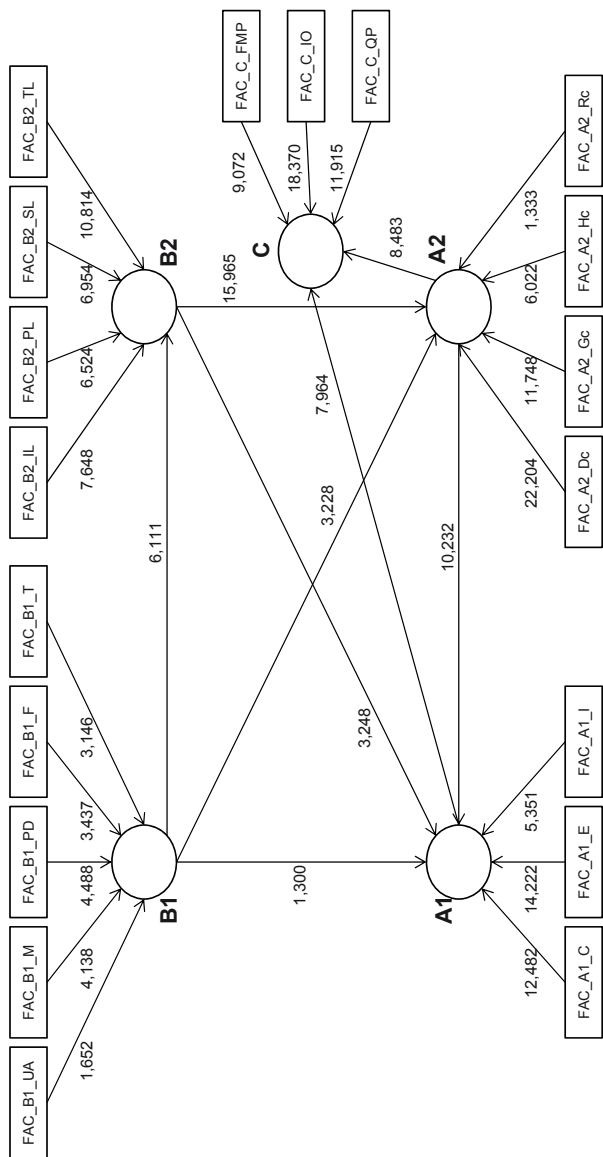 FAC_B1_UA
FAC_B1_M
FAC_B1_PD
FAC_B1_F
FAC_B1_T
FAC_B2_IL
FAC_B2_PL
FAC_B2_SL
FAC_B2_TL
1,652
4,138
4,488
3,437
3,146
7,648
6,524
6,954
10,814
B1
B2
6,111
FAC_C_FMP
9,072
C
18,370
FAC_C_IO
11,915
FAC_C_QP
15,965
1,300
3,248
3,228
7,964
8,483
A1
A2
10,232
12,482
14,222
5,351
22,204
11,748
6,022
1,333
FAC_A1_C
FAC_A1_E
FAC_A1_I
FAC_A2_Dc
FAC_A2_Gc
FAC_A2_Hc
FAC_A2_Rc